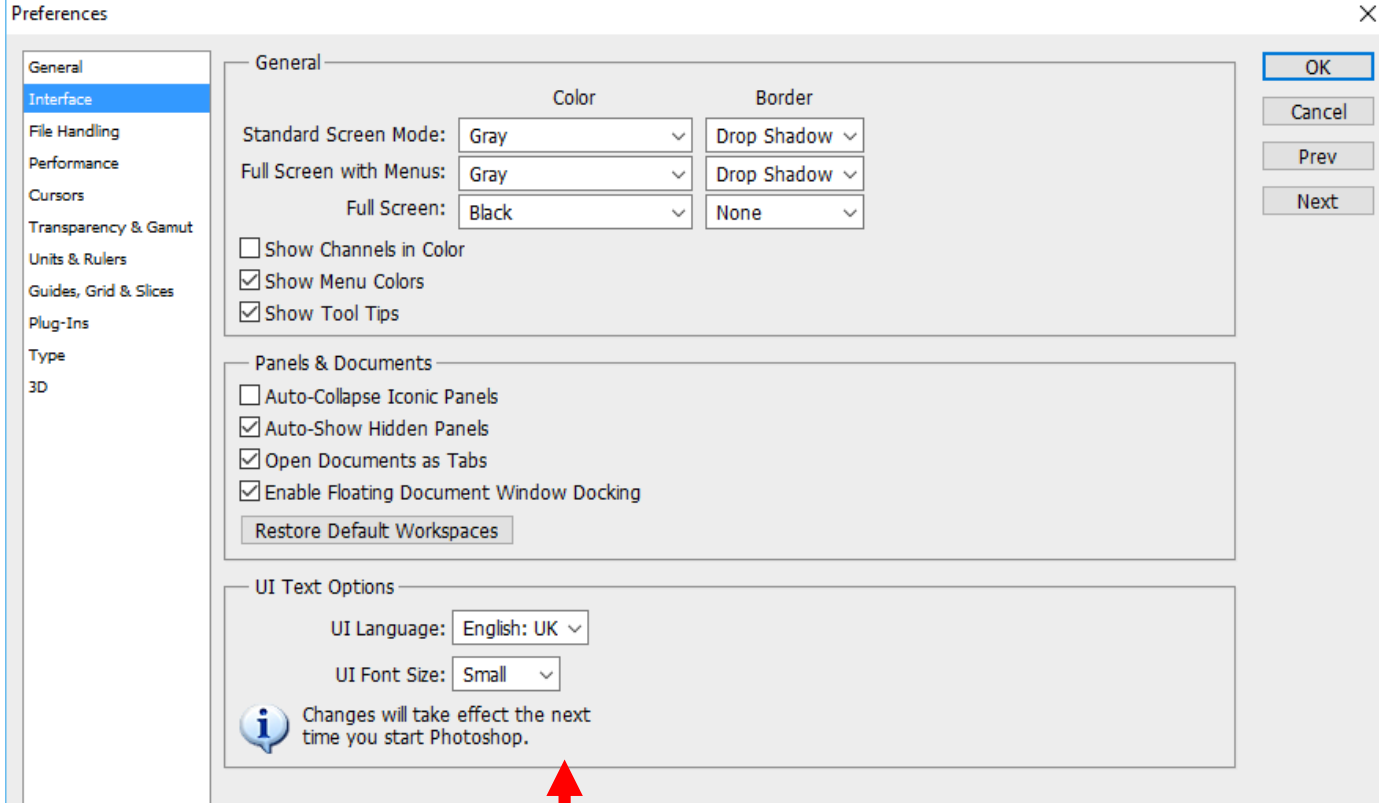 Preferences
General
Interface
File Handling
Performance
Cursors
Transparency & Gamut
Units & Rulers
Guides, Grid & Slices
Plug-Ins
Type
3D
General
Color Border
Standard Screen Mode: Gray Drop Shadow
Full Screen with Menus: Gray Drop Shadow
Full Screen: Black None
Show Channels in Color
Show Menu Colors
Show Tool Tips
Panels & Documents
Auto-Collapse Iconic Panels
Auto-Show Hidden Panels
Open Documents as Tabs
Enable Floating Document Window Docking
Restore Default Workspaces
UI Text Options
UI Language: English: UK
UI Font Size: Small
Changes will take effect the next
time you start Photoshop.
OK
Cancel
Prev
Next